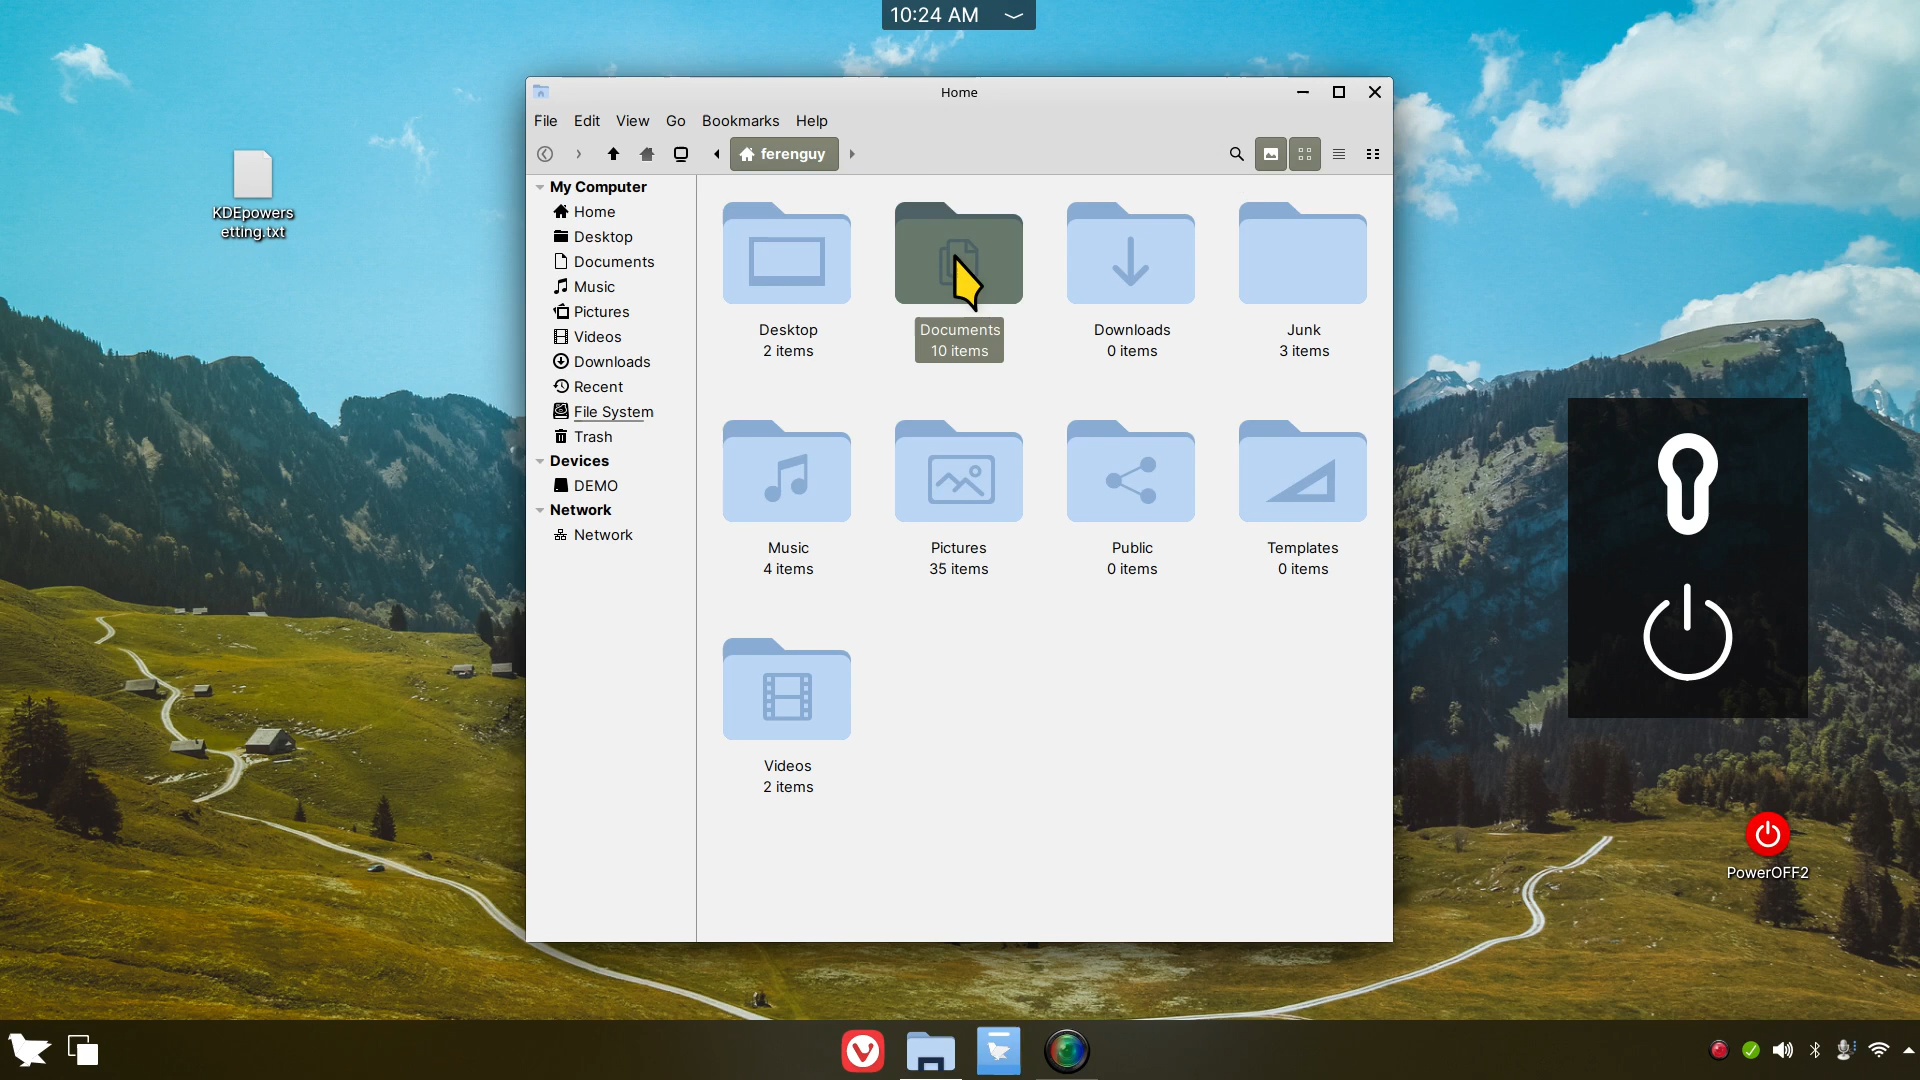 10:24 AM
Home
File Edit View Go Bookmarks Help
ferenguy
My Computer
Home
Desktop
Documents
Music
Pictures
Videos
Downloads
Recent
File System
Trash
Devices
DEMO
Network
Network
Desktop
2 items
Documents
10 items
Downloads
0 items
Junk
3 items
Music
4 items
Pictures
35 items
Public
0 items
Templates
0 items
Videos
2 items
KDEpowers
etting.txt
PowerOFF2